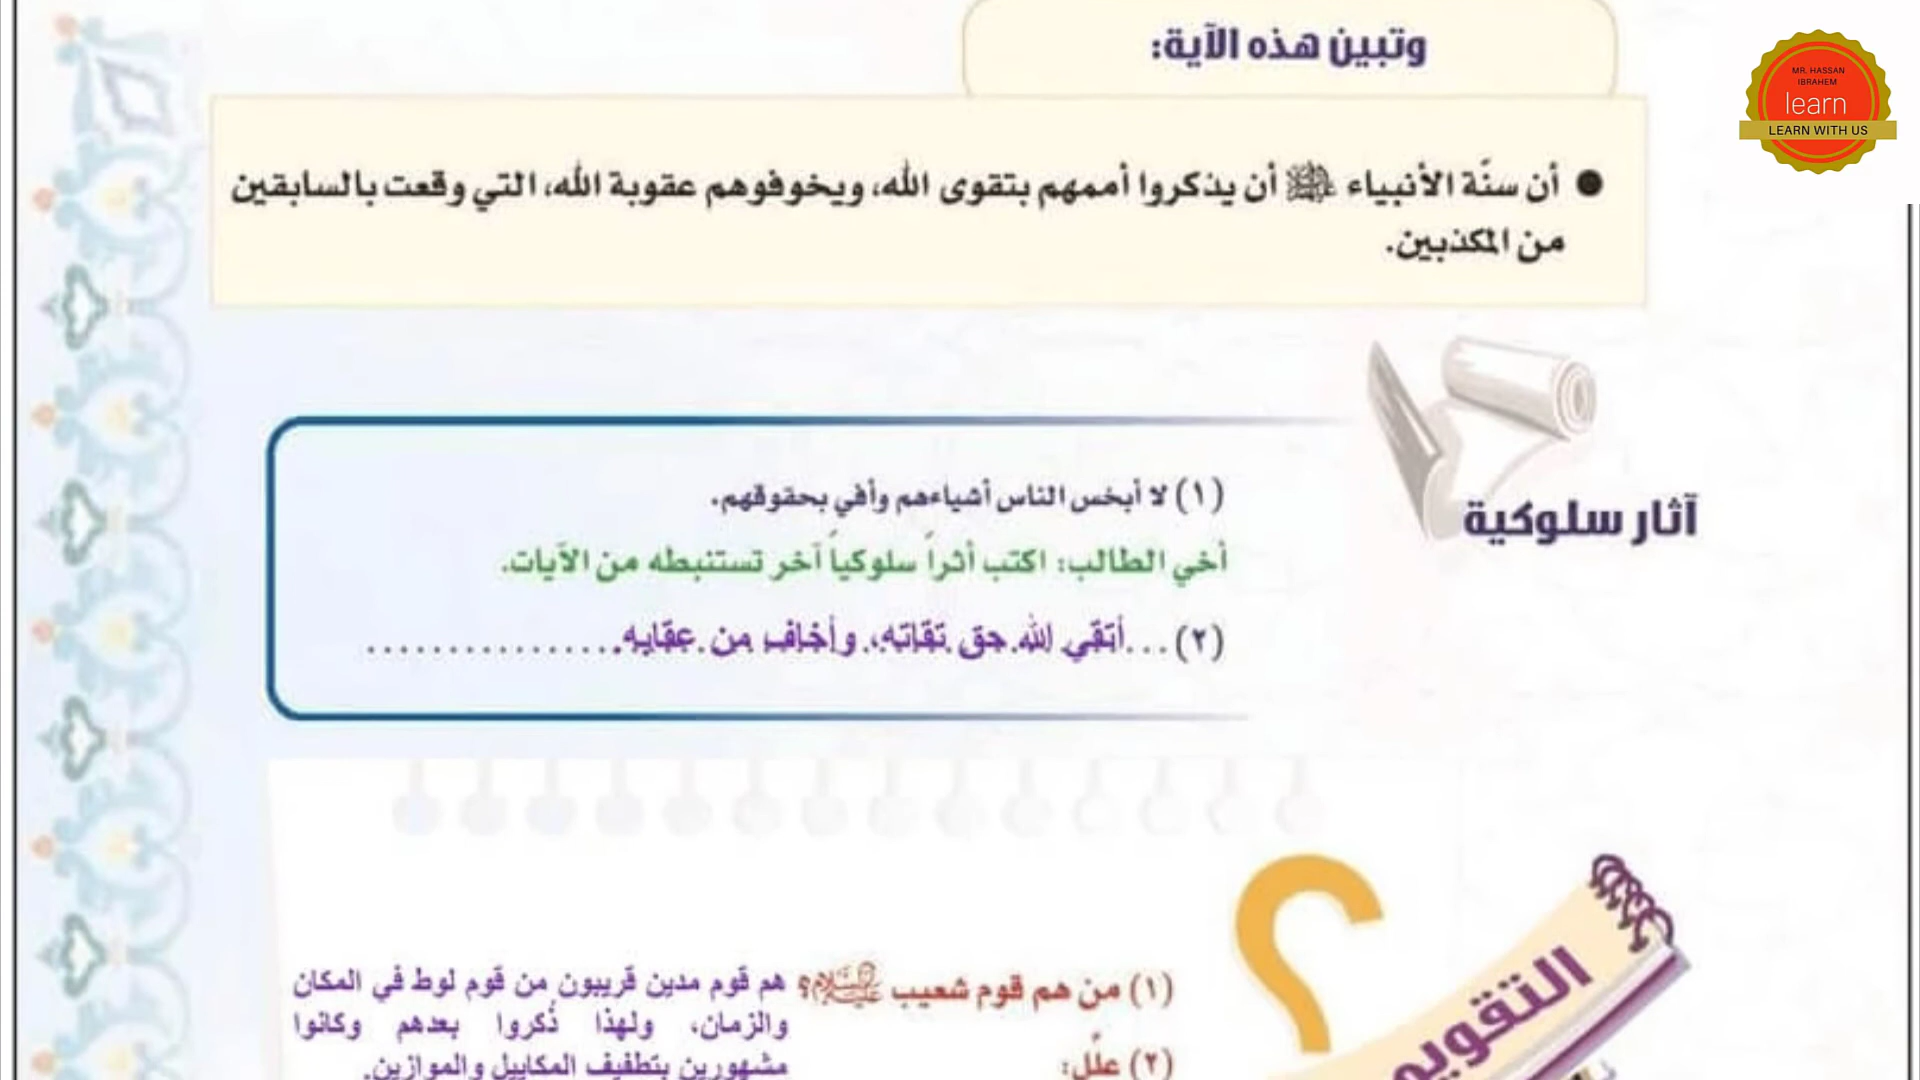 وتبين هذه الآية:
MR. HASSAN
IBRAHEM
learn
LEARN WITH US
● أن سنّة الأنبياء ﷺ أن يذكروا أممهم بتقوى الله، ويخوفوهم عقوبة الله، التي وقعت بالسابقين
من المكذبين.
آثار سلوكية
(١) لا أبخس الناس أشياءهم وأفي بحقوقهم.
أخي الطالب: اكتب أثراً سلوكياً آخر تستنبطه من الآيات.
(٢) ...أتقي الله حق تقاته، وأخاف من عقابه................
التقويم
(١) من هم قوم شعيب عليه السلام؟
هم قوم مدين قريبون من قوم لوط في المكان
والزمان، ولهذا ذُكروا بعدهم وكانوا
مشهورين بتطفيف المكاييل والموازين.
(٢) علّل: